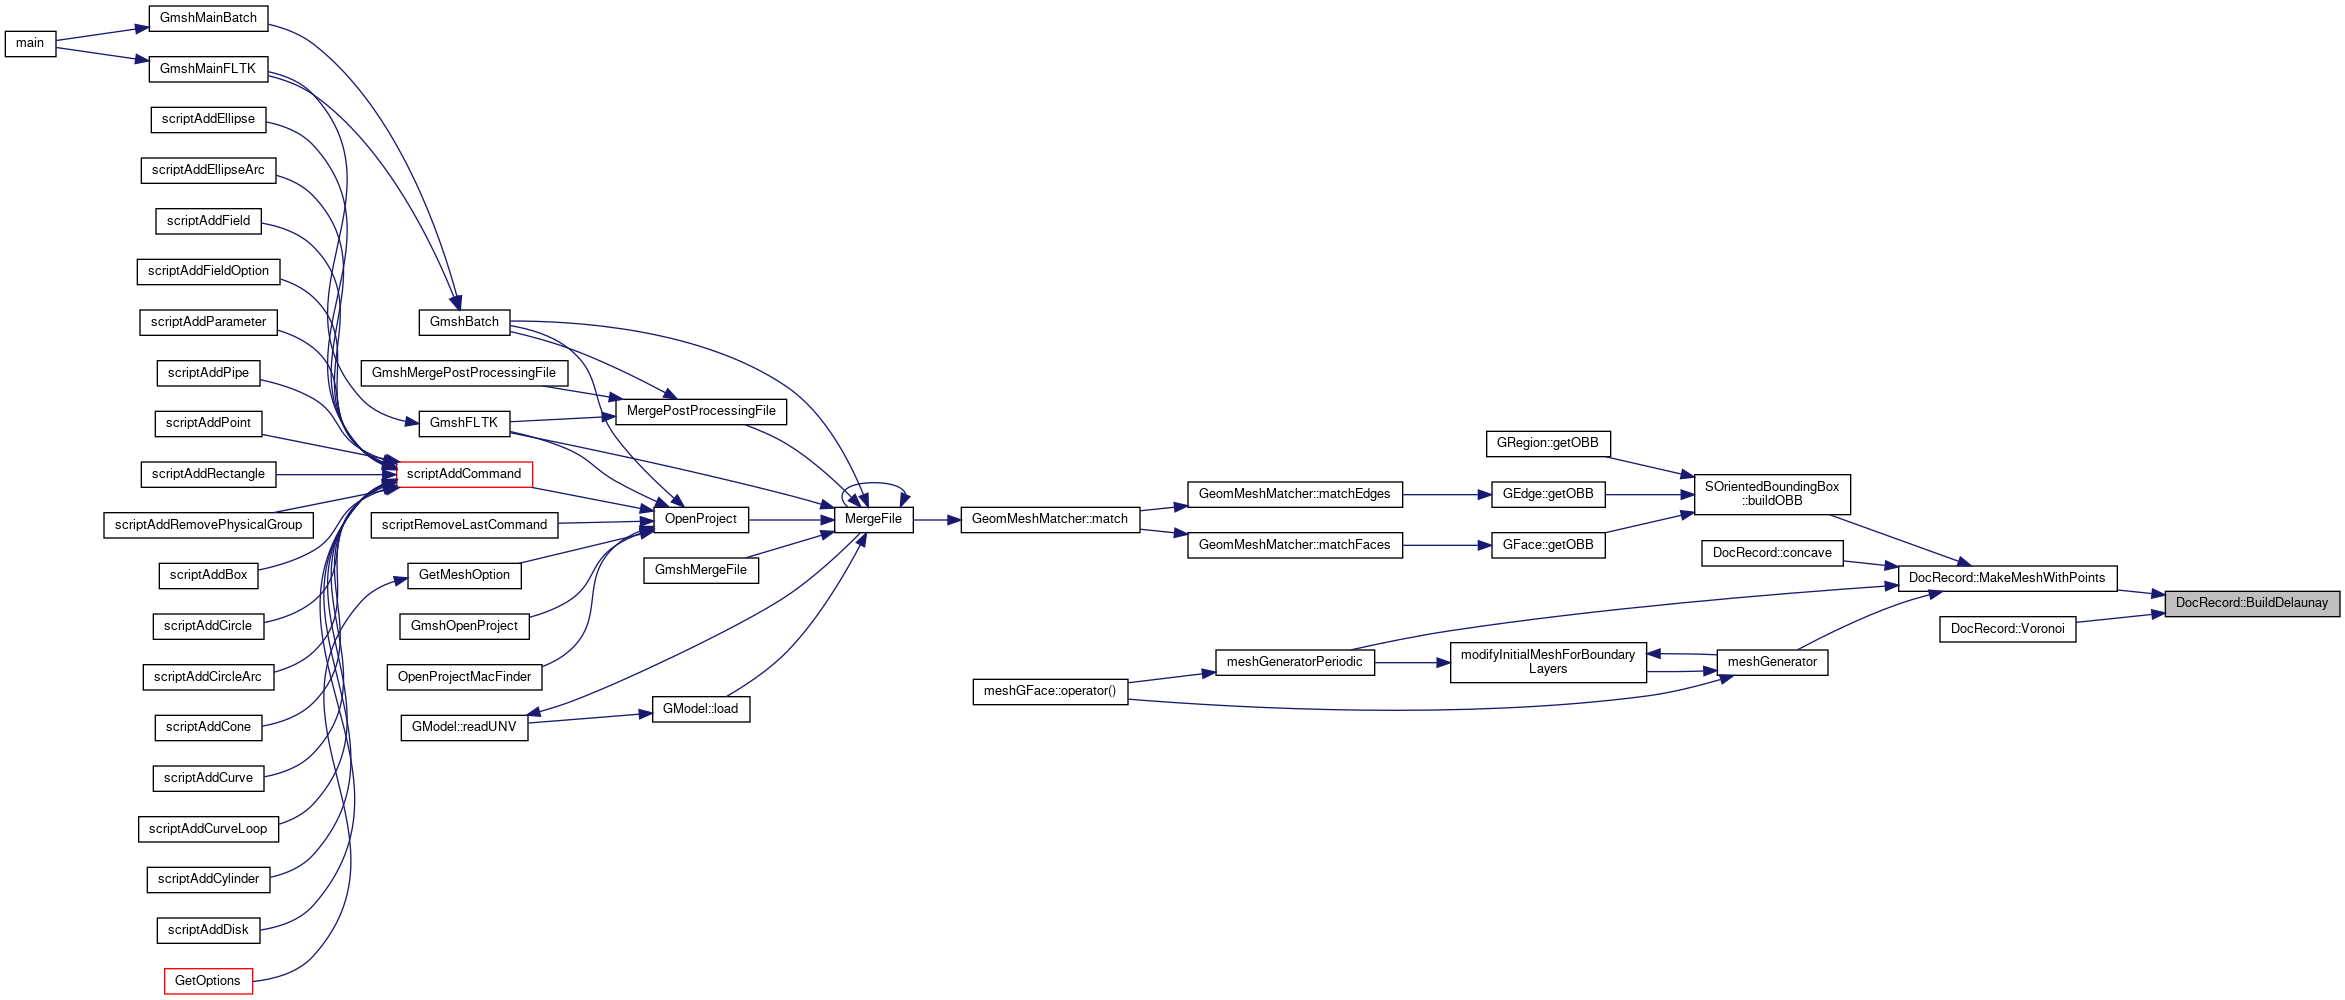 main
GmshMainBatch
GmshMainFLTK
scriptAddEllipse
scriptAddEllipseArc
scriptAddField
scriptAddFieldOption
scriptAddParameter
scriptAddPipe
scriptAddPoint
scriptAddRectangle
scriptAddRemovePhysicalGroup
scriptAddBox
scriptAddCircle
scriptAddCircleArc
scriptAddCone
scriptAddCurve
scriptAddCurveLoop
scriptAddCylinder
scriptAddDisk
GetOptions
GmshBatch
GmshMergePostProcessingFile
GmshFLTK
scriptAddCommand
scriptRemoveLastCommand
GetMeshOption
GmshOpenProject
OpenProjectMacFinder
GModel::readUNV
MergePostProcessingFile
OpenProject
GmshMergeFile
GModel::load
MergeFile
GeomMeshMatcher::match
meshGFace::operator()
GeomMeshMatcher::matchEdges
GeomMeshMatcher::matchFaces
meshGeneratorPeriodic
GRegion::getOBB
GEdge::getOBB
GFace::getOBB
modifyInitialMeshForBoundary
Layers
SOrientedBoundingBox
::buildOBB
DocRecord::concave
meshGenerator
DocRecord::MakeMeshWithPoints
DocRecord::Voronoi
DocRecord::BuildDelaunay